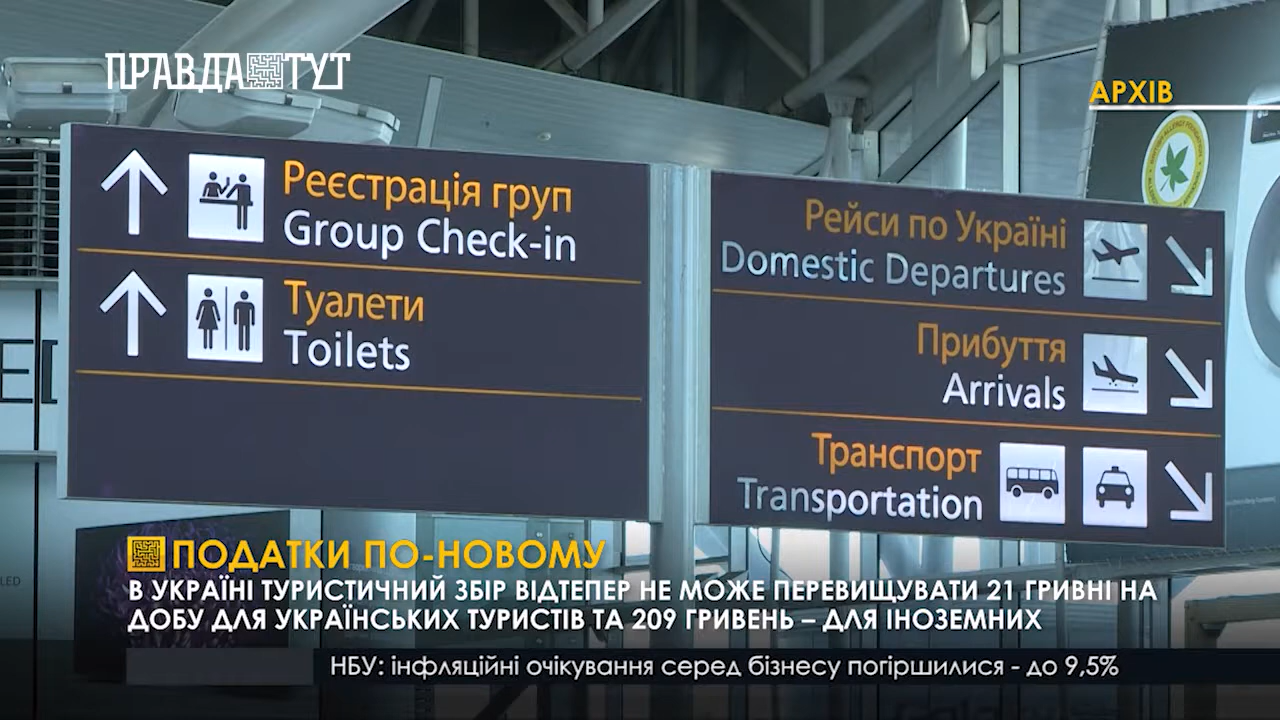 ПРАВДА ТУТ
АРХІВ
Реєстрація груп
Group Check-in
Туалети
Toilets
Рейси по Україні
Domestic Departures
Прибуття
Arrivals
Транспорт
Transportation
ПОДАТКИ ПО-НОВОМУ
В УКРАЇНІ ТУРИСТИЧНИЙ ЗБІР ВІДТЕПЕР НЕ МОЖЕ ПЕРЕВИЩУВАТИ 21 ГРИВНІ НА
ДОБУ ДЛЯ УКРАЇНСЬКИХ ТУРИСТІВ ТА 209 ГРИВЕНЬ – ДЛЯ ІНОЗЕМНИХ
НБУ: інфляційні очікування серед бізнесу погіршилися - до 9,5%